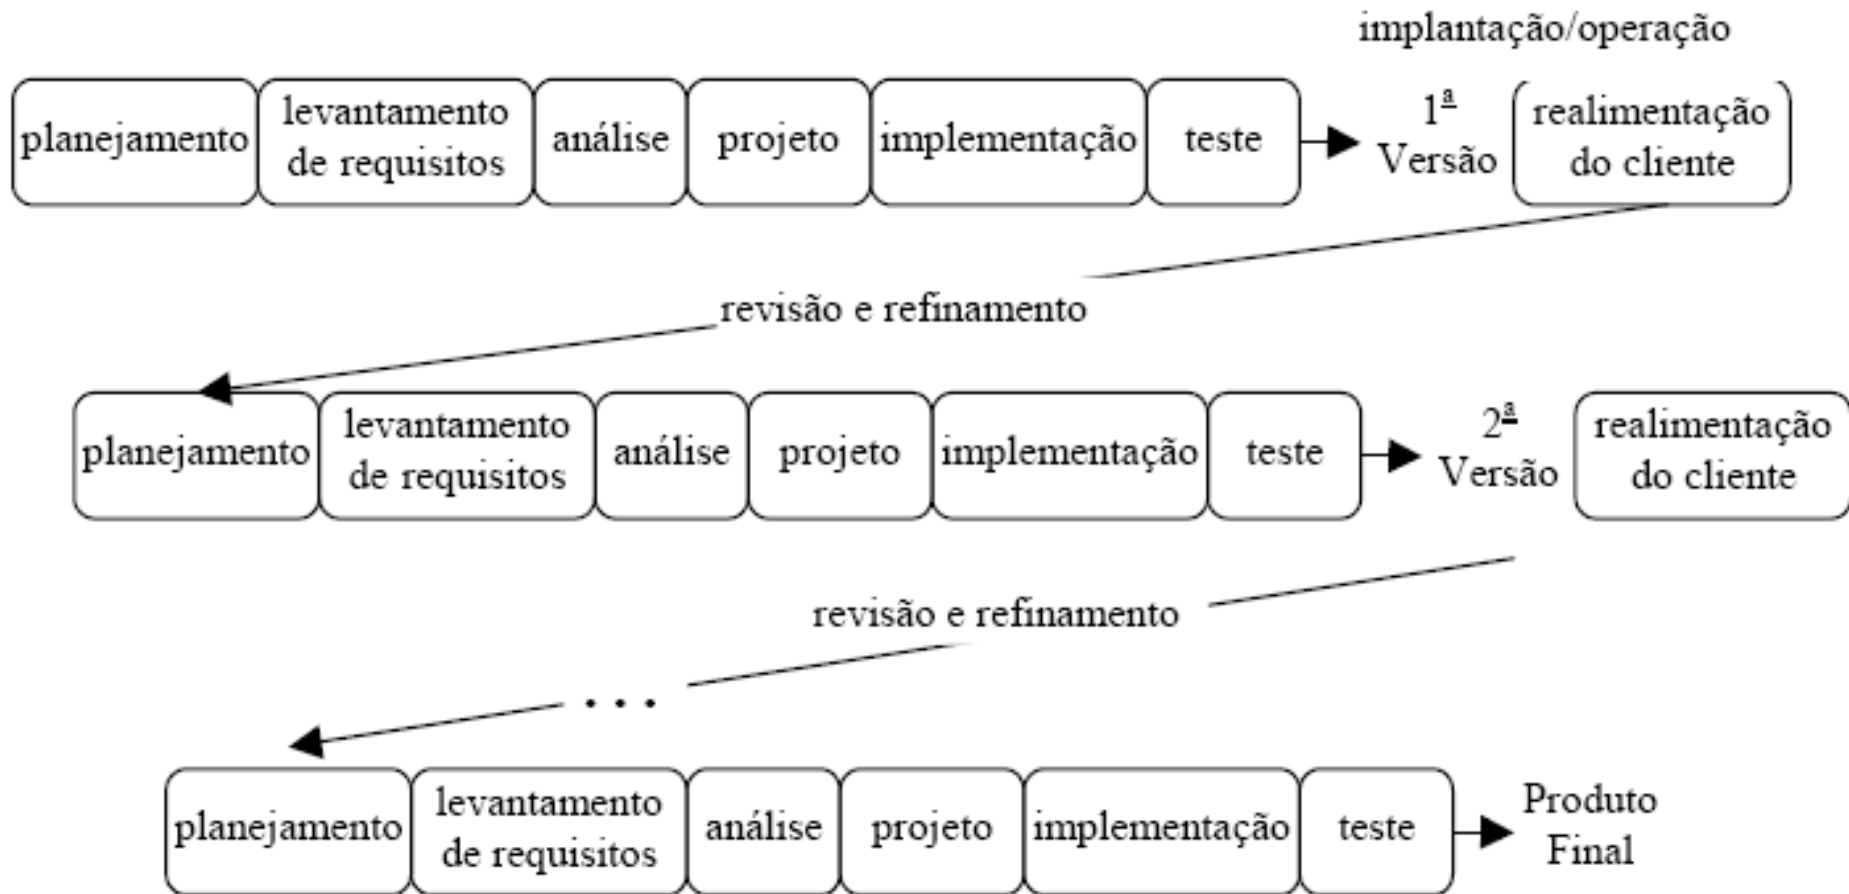 implantação/operação
planejamento
levantamento
de requisitos
análise
projeto
implementação
teste
1ª
Versão
realimentação
do cliente
revisão e refinamento
planejamento
levantamento
de requisitos
análise
projeto
implementação
teste
2ª
Versão
realimentação
do cliente
revisão e refinamento
. . .
planejamento
levantamento
de requisitos
análise
projeto
implementação
teste
Produto
Final